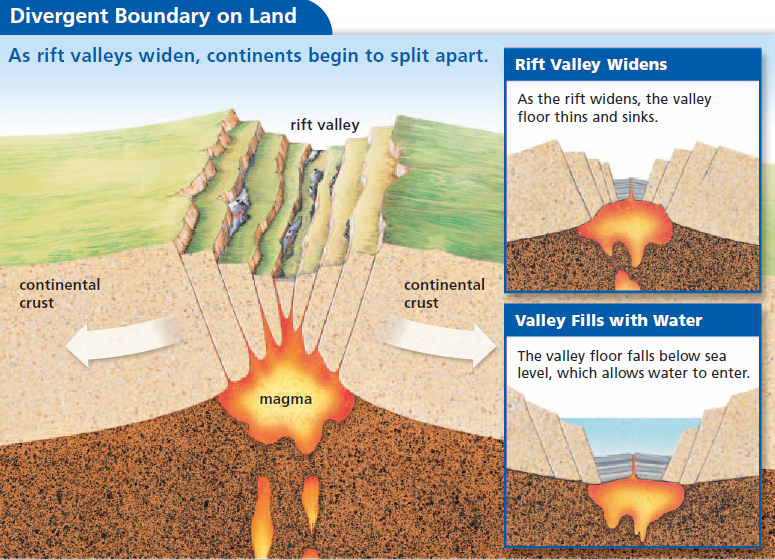 Divergent Boundary on Land
As rift valleys widen, continents begin to split apart.
rift valley
continental
crust
continental
crust
magma
Rift Valley Widens
As the rift widens, the valley
floor thins and sinks.
Valley Fills with Water
The valley floor falls below sea
level, which allows water to enter.